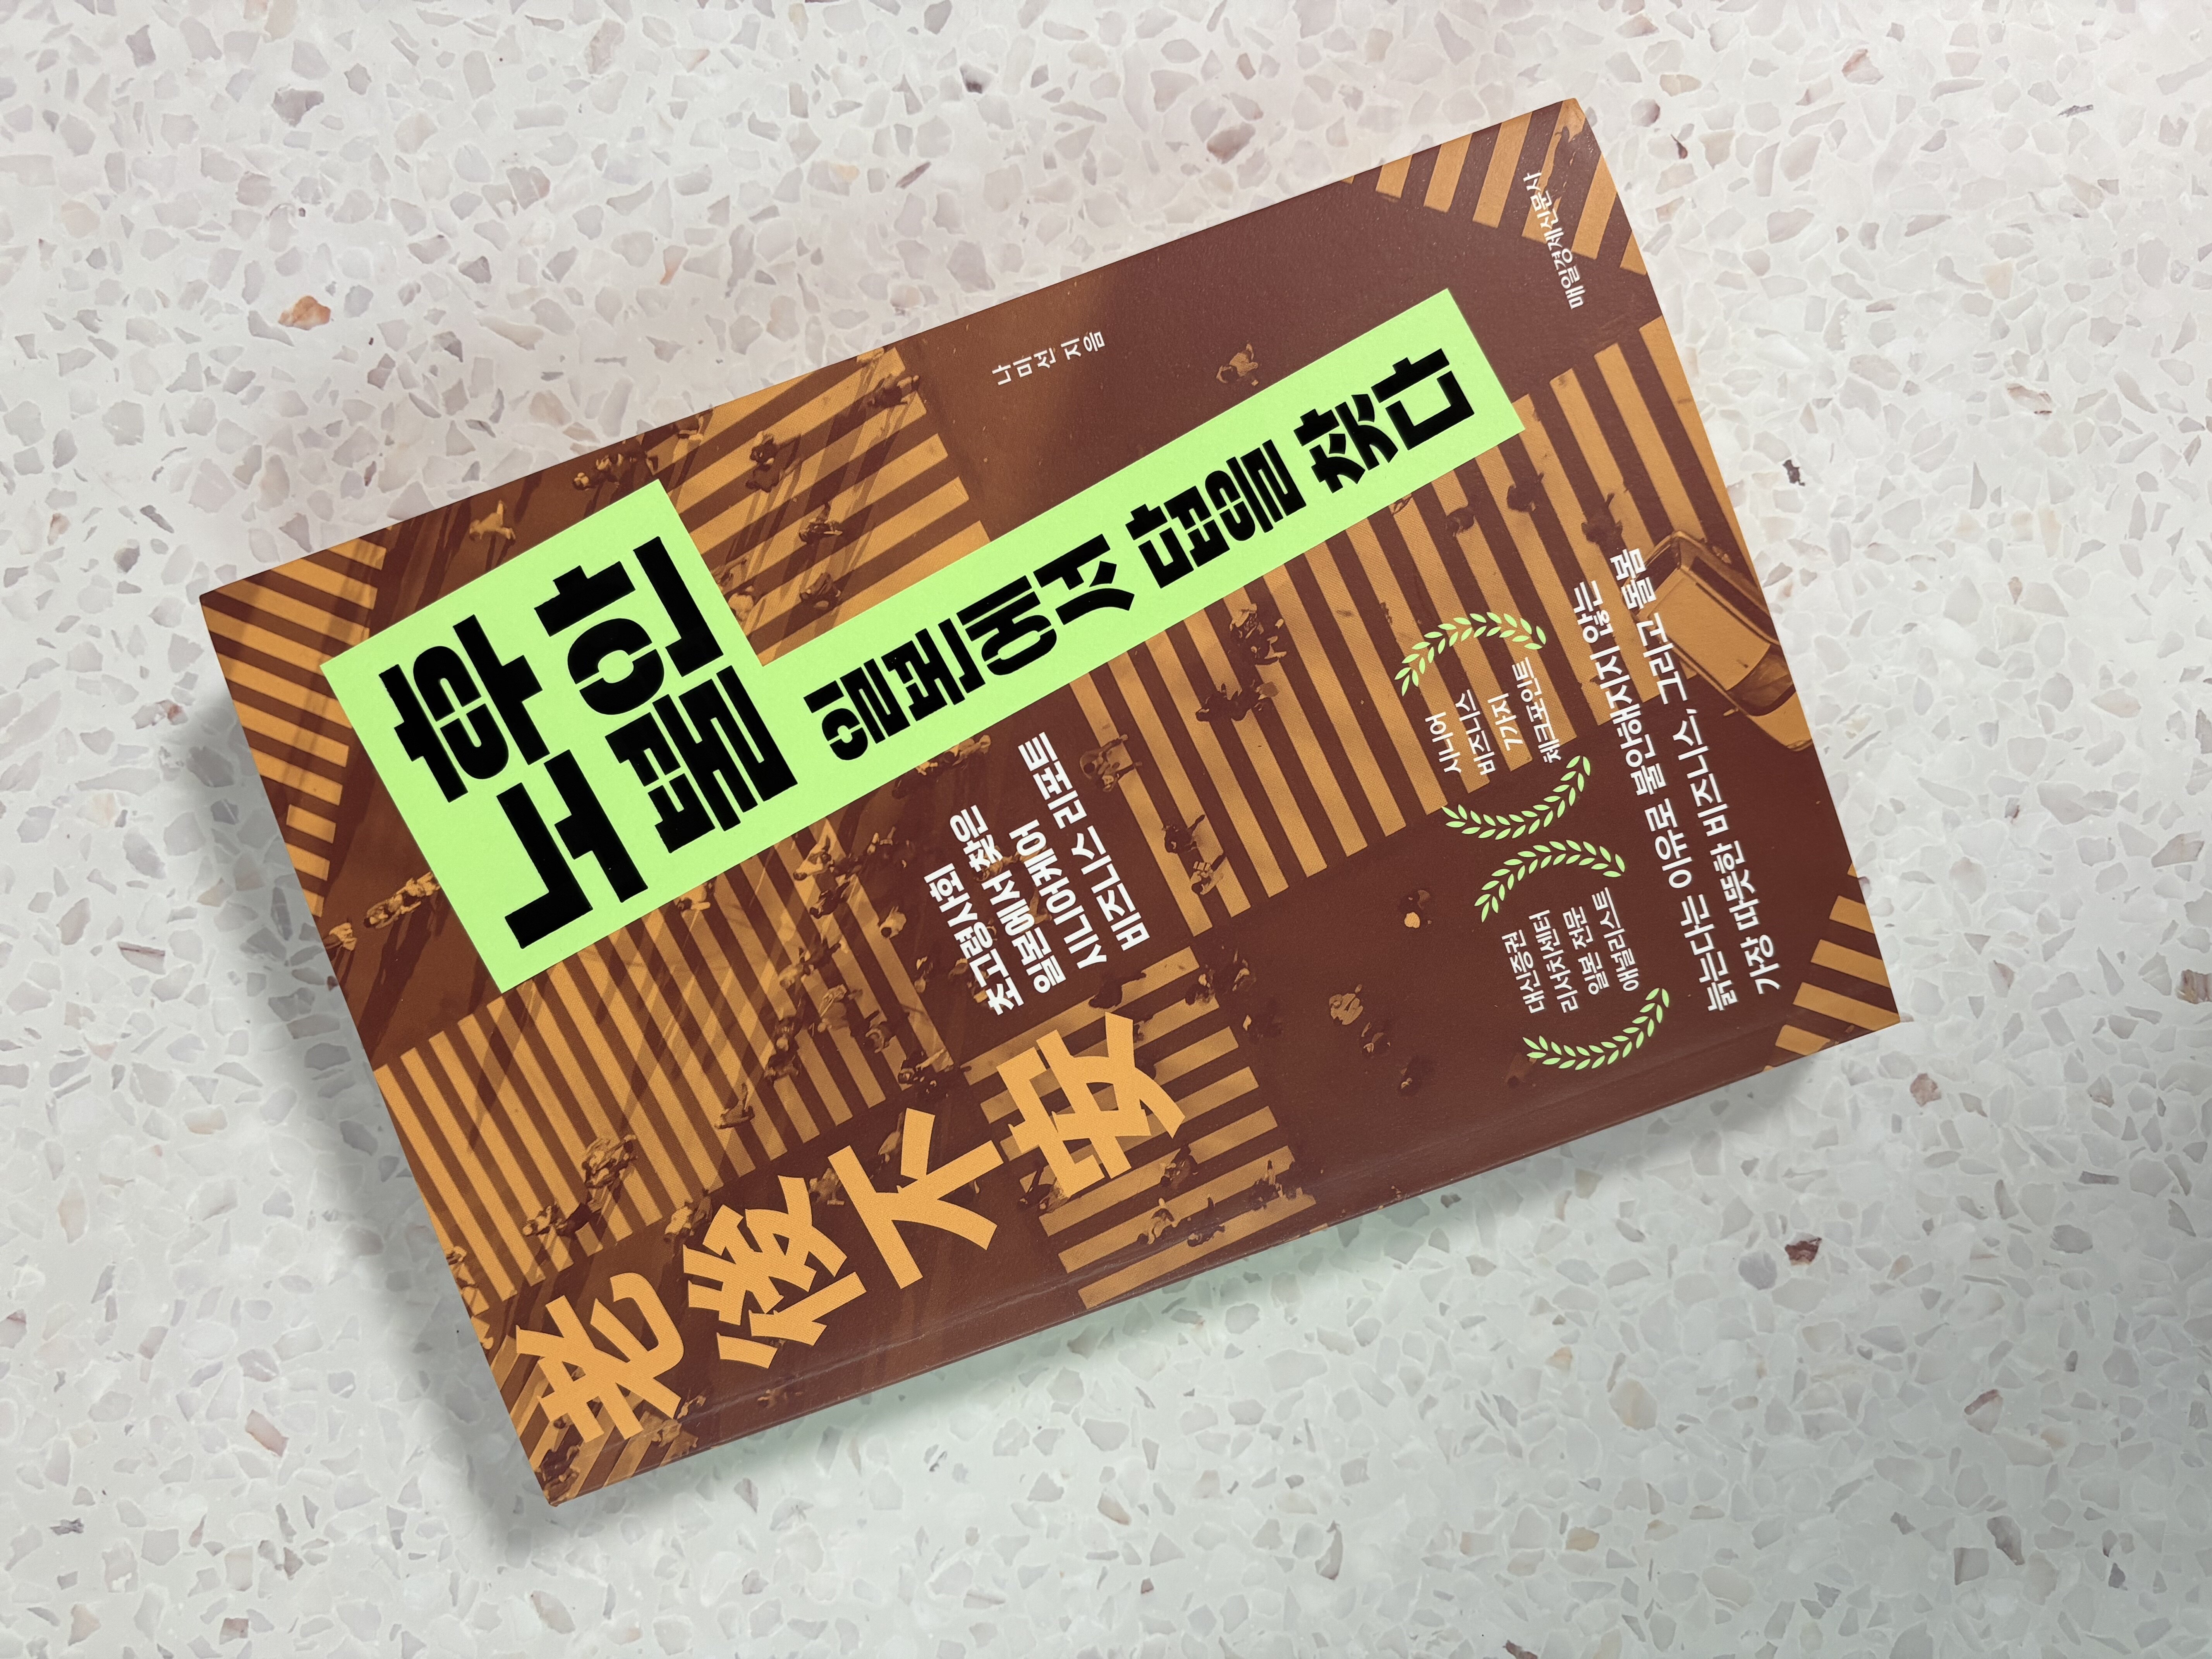 老後不安
노후
불안
일본에서 답을 찾다
초고령사회
일본에서 찾은
시니어케어
비즈니스 리포트
나미선 지음
대신증권
리서치센터
일본 전문
애널리스트
시니어
비즈니스
7가지
체크포인트
늙는다는 이유로 불안해지지 않는
가장 따뜻한 비즈니스, 그리고 돌봄
매일경제신문사